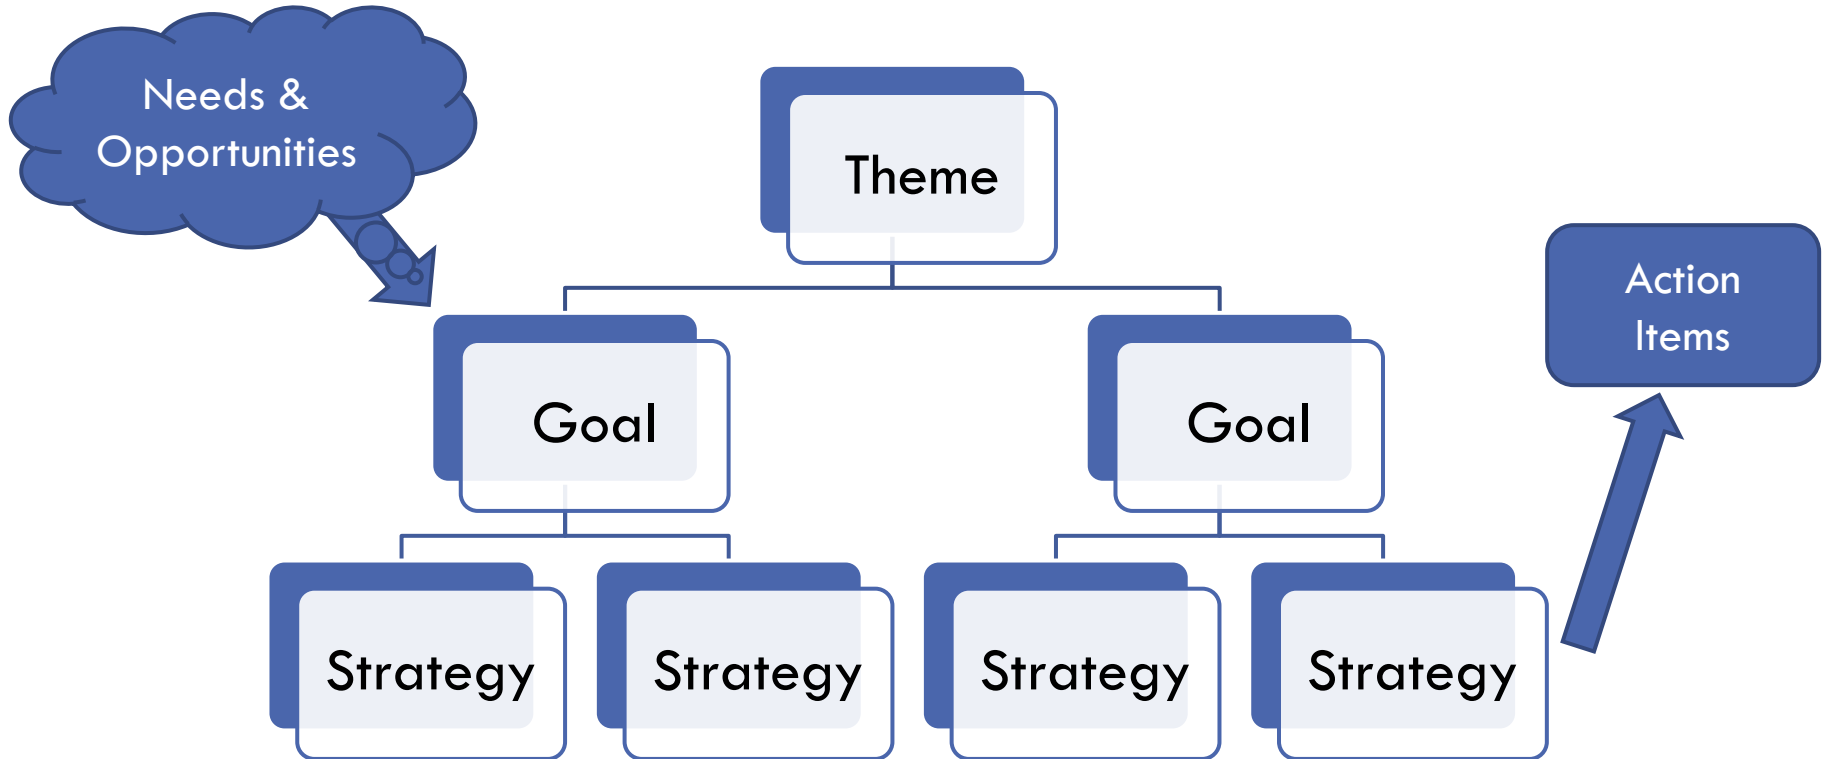 Needs &
Opportunities
Theme
Action
Items
Goal
Goal
Strategy
Strategy
Strategy
Strategy